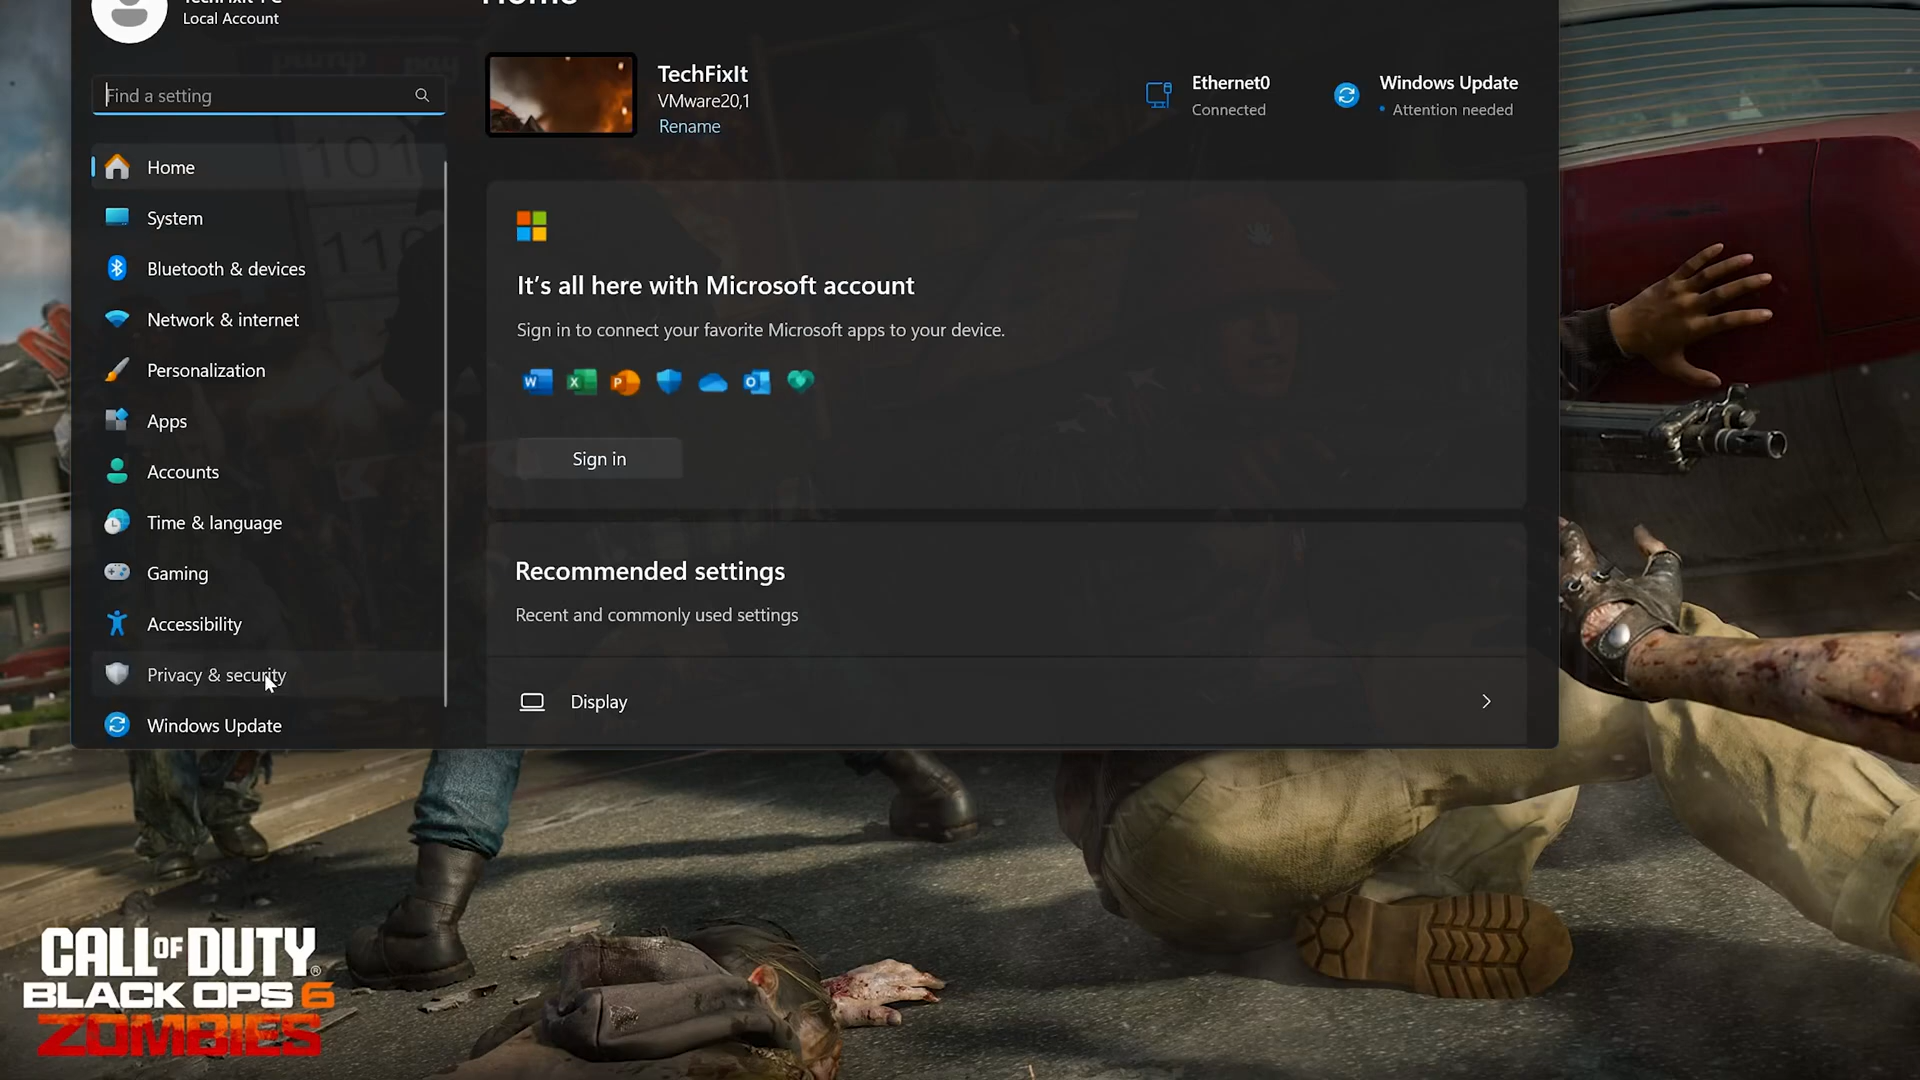 Local Account
Find a setting
Home
System
Bluetooth & devices
Network & internet
Personalization
Apps
Accounts
Time & language
Gaming
Accessibility
Privacy & security
Windows Update
TechFixIt
VMware20,1
Rename
Ethernet0
Connected
Windows Update
Attention needed
It’s all here with Microsoft account
Sign in to connect your favorite Microsoft apps to your device.
Sign in
Recommended settings
Recent and commonly used settings
Display
CALL OF DUTY®
BLACK OPS 6
ZOMBIES